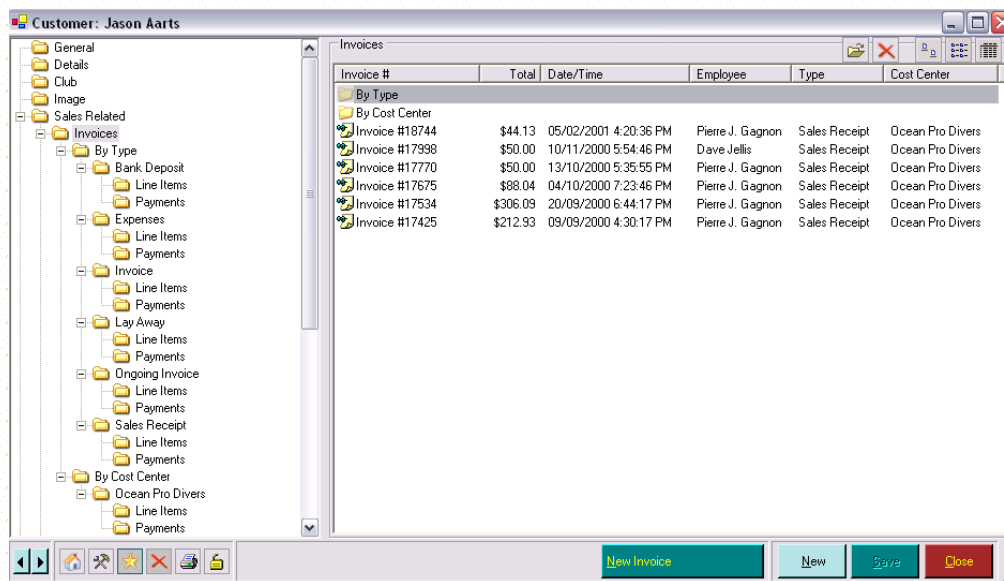 Customer: Jason Aarts
General
Details
Club
Image
Sales Related
Invoices
By Type
Bank Deposit
Line Items
Payments
Expenses
Line Items
Payments
Invoice
Line Items
Payments
Lay Away
Line Items
Payments
Ongoing Invoice
Line Items
Payments
Sales Receipt
Line Items
Payments
By Cost Center
Ocean Pro Divers
Line Items
Payments
Invoices
Invoice # Total Date/Time Employee Type Cost Center
By Type
By Cost Center
Invoice #18744 $44.13 05/02/2001 4:20:36 PM Pierre J. Gagnon Sales Receipt Ocean Pro Divers
Invoice #17998 $50.00 10/11/2000 5:54:46 PM Dave Jellis Sales Receipt Ocean Pro Divers
Invoice #17770 $50.00 13/10/2000 5:35:55 PM Pierre J. Gagnon Sales Receipt Ocean Pro Divers
Invoice #17675 $88.04 04/10/2000 7:23:46 PM Pierre J. Gagnon Sales Receipt Ocean Pro Divers
Invoice #17534 $306.09 20/09/2000 6:44:17 PM Pierre J. Gagnon Sales Receipt Ocean Pro Divers
Invoice #17425 $212.93 09/09/2000 4:30:17 PM Pierre J. Gagnon Sales Receipt Ocean Pro Divers
New Invoice New Save Close